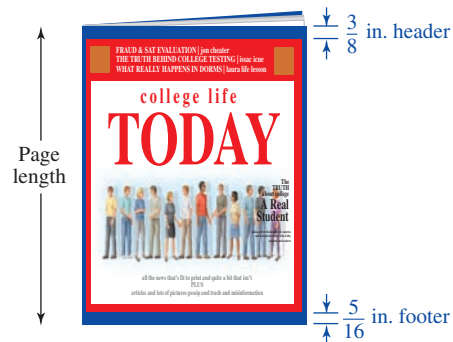 3/8 in. header
FRAUD & SAT EVALUATION | jon cheater
THE TRUTH BEHIND COLLEGE TESTING | issac icue
WHAT REALLY HAPPENS IN DORMS | laura life lesson
college life
TODAY
Page
length
The
TRUTH
about college
A Real
Student
all the news that's fit to print and quite a bit that isn't
PLUS
articles and lots of pictures gossip and trash and misinformation
5/16 in. footer